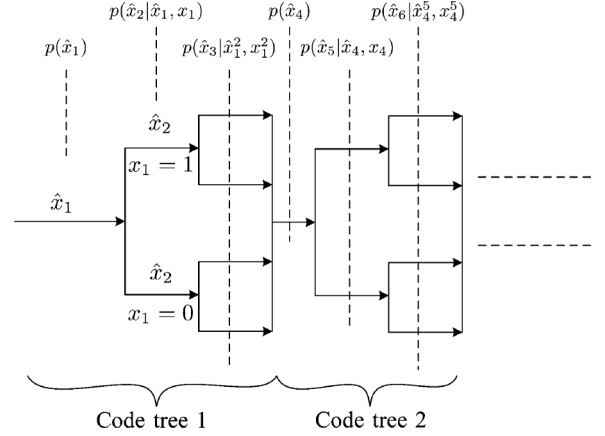 p(x̂₂|x̂₁, x₁)
p(x̂₄)
p(x̂₆|x̂₄⁵, x₄⁵)
p(x̂₁)
p(x̂₃|x̂₁², x₁²)
p(x̂₅|x̂₄, x₄)
x̂₂
x₁ = 1
x̂₁
x̂₂
x₁ = 0
Code tree 1
Code tree 2